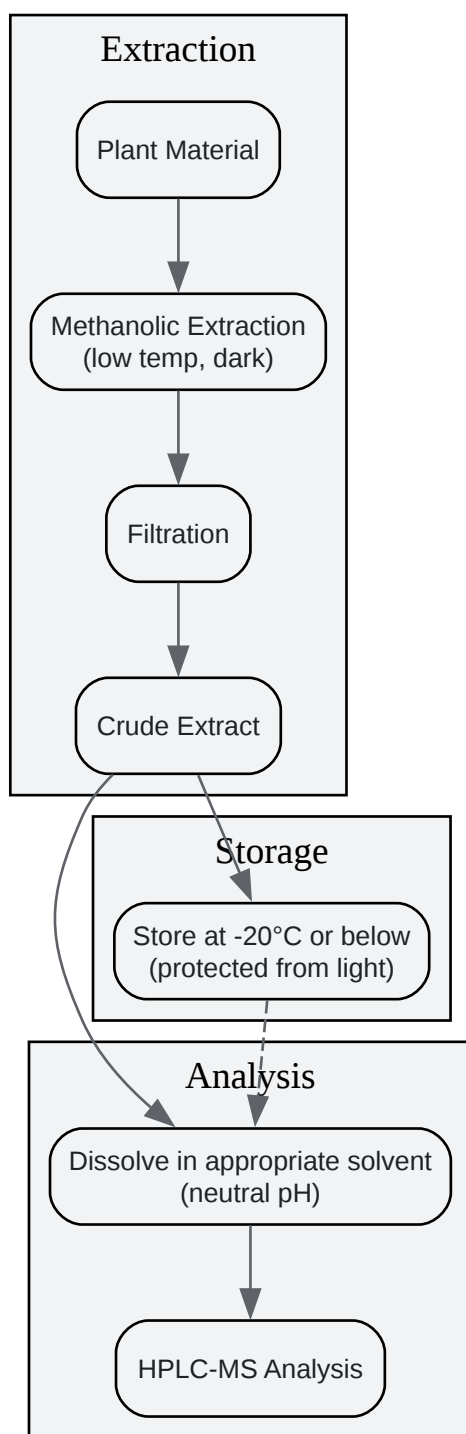 Extraction
Plant Material
Methanolic Extraction
(low temp, dark)
Filtration
Crude Extract
Storage
Store at -20°C or below
(protected from light)
Analysis
Dissolve in appropriate solvent
(neutral pH)
HPLC-MS Analysis